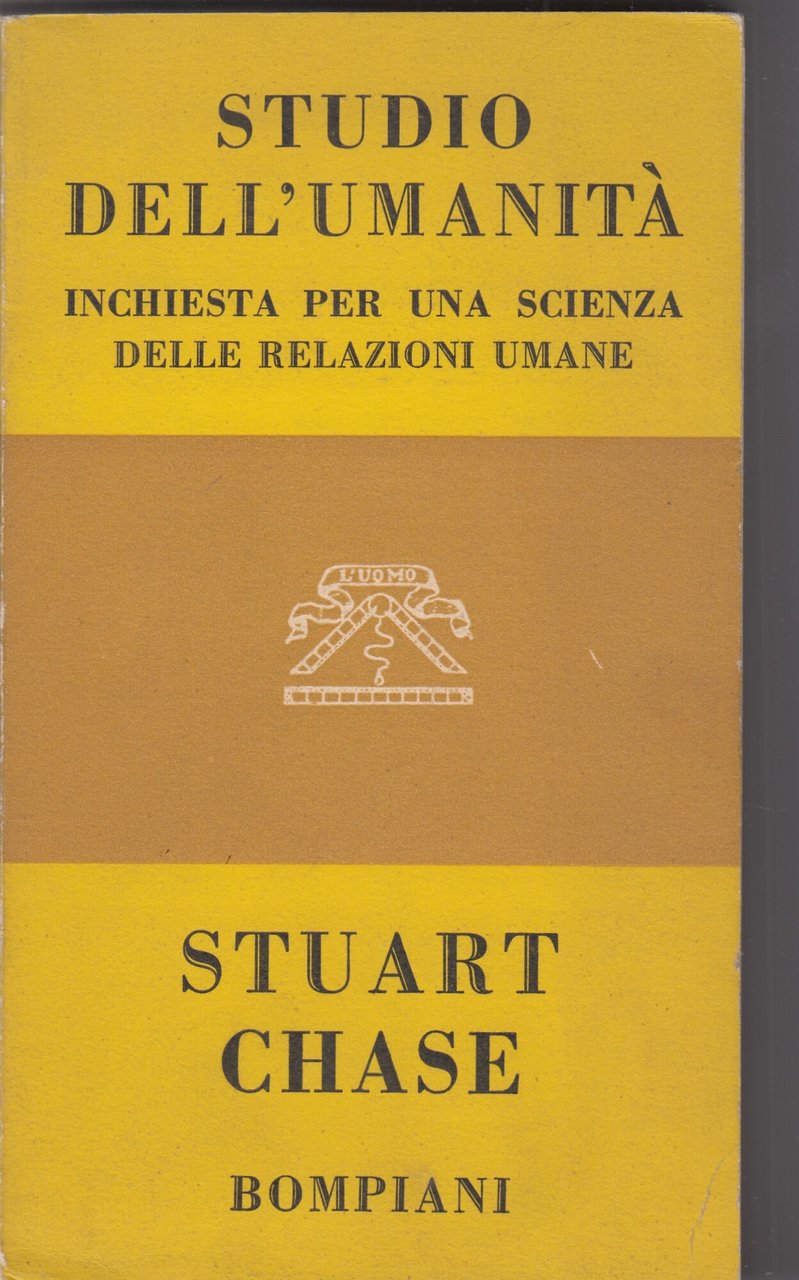 STUDIO
DELL'UMANITÀ
INCHIESTA PER UNA SCIENZA
DELLE RELAZIONI UMANE
L'UOMO
STUART
CHASE
BOMPIANI